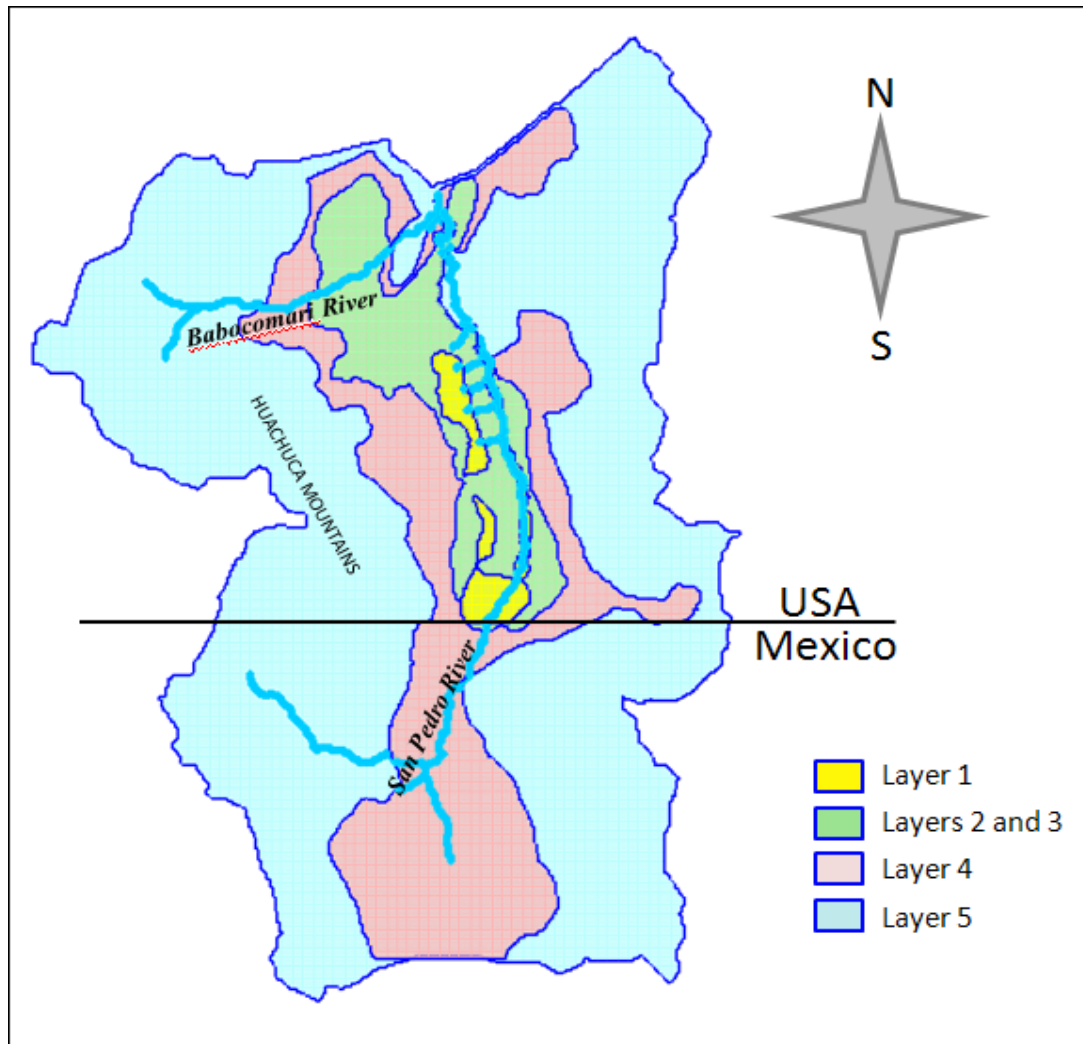 N
S
Babocomari River
HUACHUCA MOUNTAINS
USA
Mexico
San Pedro River
Layer 1
Layers 2 and 3
Layer 4
Layer 5